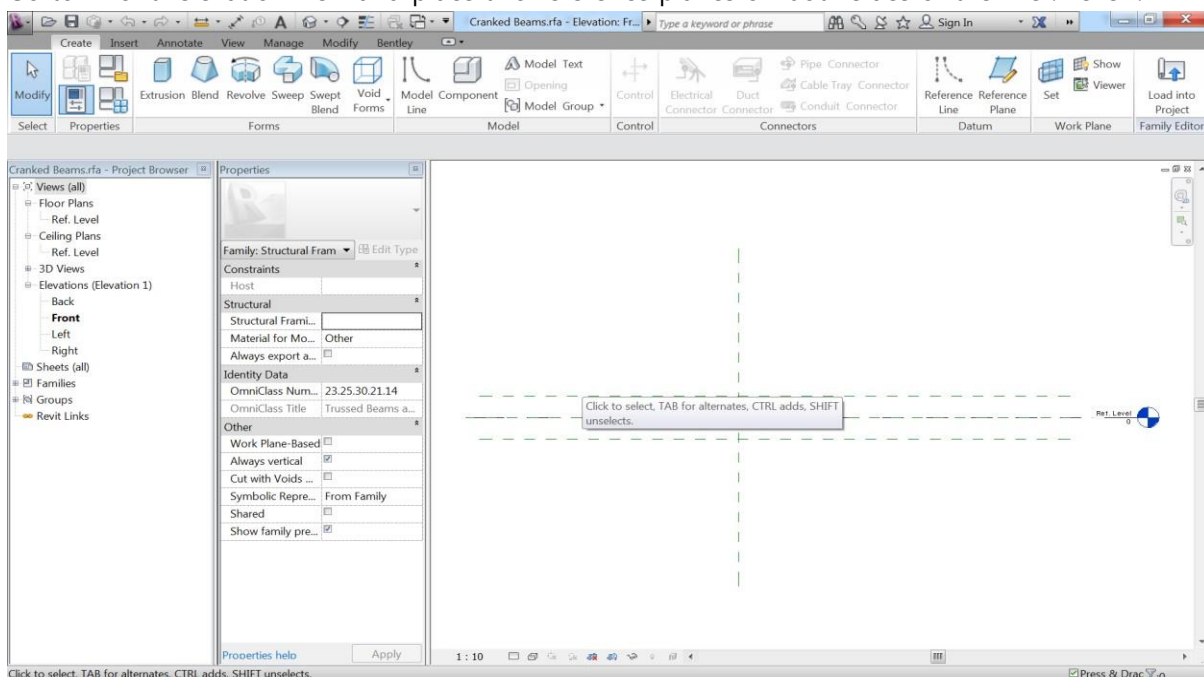 Cranked Beams.rfa - Elevation: Fr...
Type a keyword or phrase
Sign In
Create Insert Annotate View Manage Modify Bentley
Modify
Extrusion Blend Revolve Sweep Swept Blend Void Forms
Model Line
Component
Model Text
Opening
Model Group
Control
Electrical Connector
Duct Connector
Pipe Connector
Cable Tray Connector
Conduit Connector
Reference Line
Reference Plane
Set
Show
Viewer
Load into Project
Select Properties Forms Model Control Connectors Datum Work Plane Family Editor
Cranked Beams.rfa - Project Browser
Views (all)
Floor Plans
Ref. Level
Ceiling Plans
Ref. Level
3D Views
Elevations (Elevation 1)
Back
Front
Left
Right
Sheets (all)
Families
Groups
Revit Links
Properties
Family: Structural Fram
Edit Type
Constraints
Host
Structural
Structural Frami...
Material for Mo... Other
Always export a...
Identity Data
OmniClass Num... 23.25.30.21.14
OmniClass Title Trussed Beams a...
Other
Work Plane-Based
Always vertical
Cut with Voids ...
Symbolic Repre... From Family
Shared
Show family pre...
Properties help
Apply
Click to select, TAB for alternates, CTRL adds, SHIFT
unselects.
Ref. Level
0
1 : 10
Click to select, TAB for alternates, CTRL adds, SHIFT unselects.
Press & Drag
:0